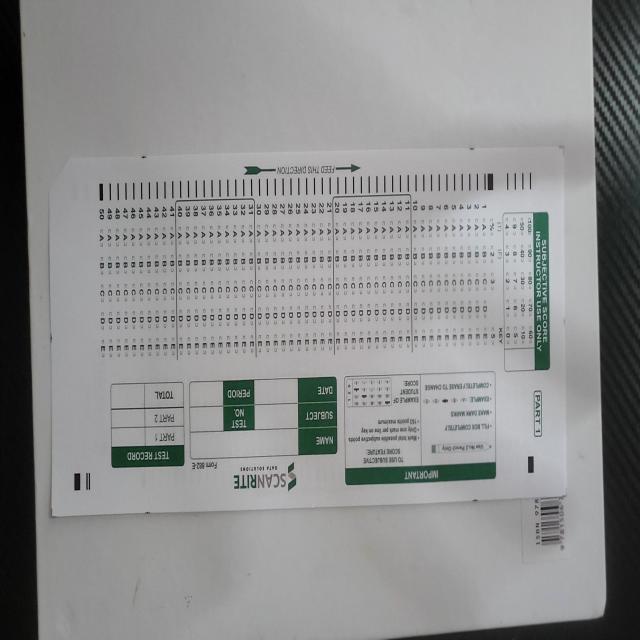 FEED THIS DIRECTION
SUBJECTIVE SCORE
INSTRUCTOR USE ONLY
PART 1
KEY
1 A B C D E
2 A B C D E
3 A B C D E
4 A B C D E
5 A B C D E
6 A B C D E
7 A B C D E
8 A B C D E
9 A B C D E
10 A B C D E
11 A B C D E
12 A B C D E
13 A B C D E
14 A B C D E
15 A B C D E
16 A B C D E
17 A B C D E
18 A B C D E
19 A B C D E
20 A B C D E
21 A B C D E
22 A B C D E
23 A B C D E
24 A B C D E
25 A B C D E
26 A B C D E
27 A B C D E
28 A B C D E
29 A B C D E
30 A B C D E
31 A B C D E
32 A B C D E
33 A B C D E
34 A B C D E
35 A B C D E
36 A B C D E
37 A B C D E
38 A B C D E
39 A B C D E
40 A B C D E
41 A B C D E
42 A B C D E
43 A B C D E
44 A B C D E
45 A B C D E
46 A B C D E
47 A B C D E
48 A B C D E
49 A B C D E
50 A B C D E
IMPORTANT
Use No.2 Pencil Only
• FILL BOX COMPLETELY
• MAKE DARK MARKS
• EXAMPLE:
• COMPLETELY ERASE TO CHANGE
TO USE SUBJECTIVE
SCORE FEATURE:
• Mark total possible subjective points
• Only one mark per line on key
• 163 points maximum
EXAMPLE OF
STUDENT
SCORE:
SCANRITE
DATA SOLUTIONS
Form 882-E
NAME
SUBJECT
TEST NO.
DATE
PERIOD
TEST RECORD
PART 1
PART 2
TOTAL
ISBN 978